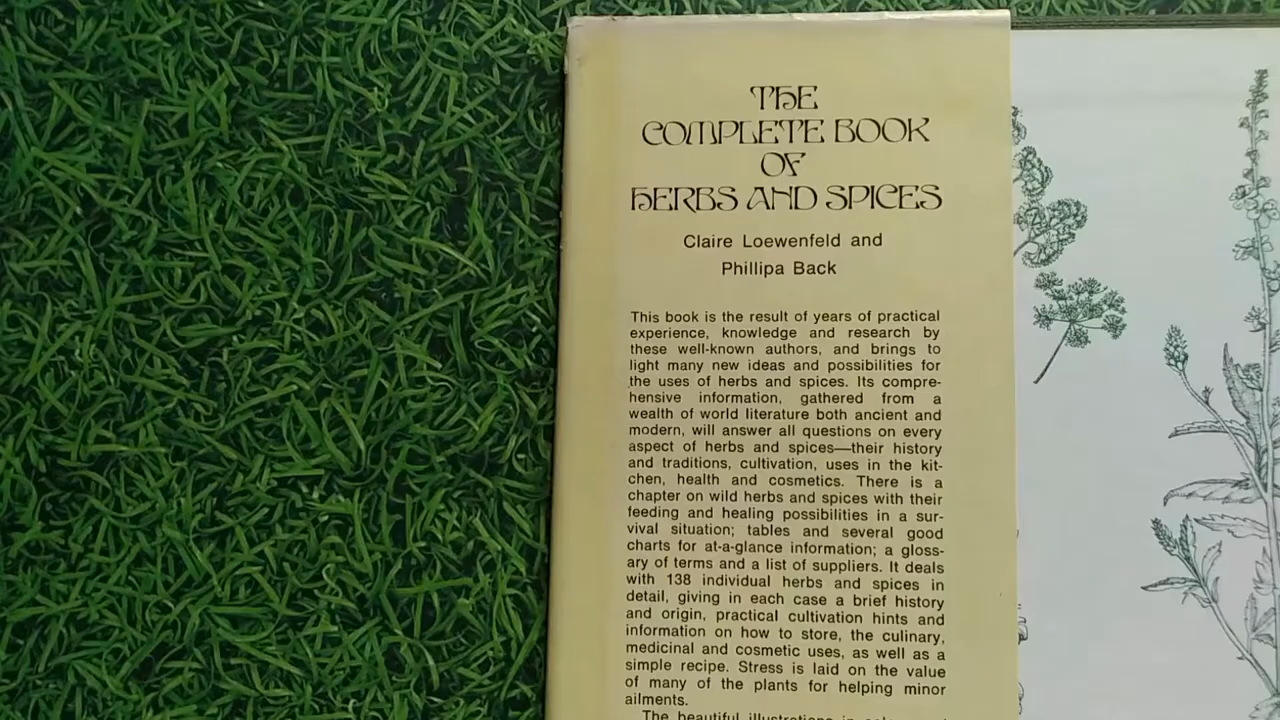 THE
COMPLETE BOOK
OF
HERBS AND SPICES
Claire Loewenfeld and
Phillipa Back
This book is the result of years of practical
experience, knowledge and research by
these well-known authors, and brings to
light many new ideas and possibilities for
the uses of herbs and spices. Its compre-
hensive information, gathered from a
wealth of world literature both ancient and
modern, will answer all questions on every
aspect of herbs and spices—their history
and traditions, cultivation, uses in the kit-
chen, health and cosmetics. There is a
chapter on wild herbs and spices with their
feeding and healing possibilities in a sur-
vival situation; tables and several good
charts for at-a-glance information; a gloss-
ary of terms and a list of suppliers. It deals
with 138 individual herbs and spices in
detail, giving in each case a brief history
and origin, practical cultivation hints and
information on how to store, the culinary,
medicinal and cosmetic uses, as well as a
simple recipe. Stress is laid on the value
of many of the plants for helping minor
ailments.
The beautiful illustrations in